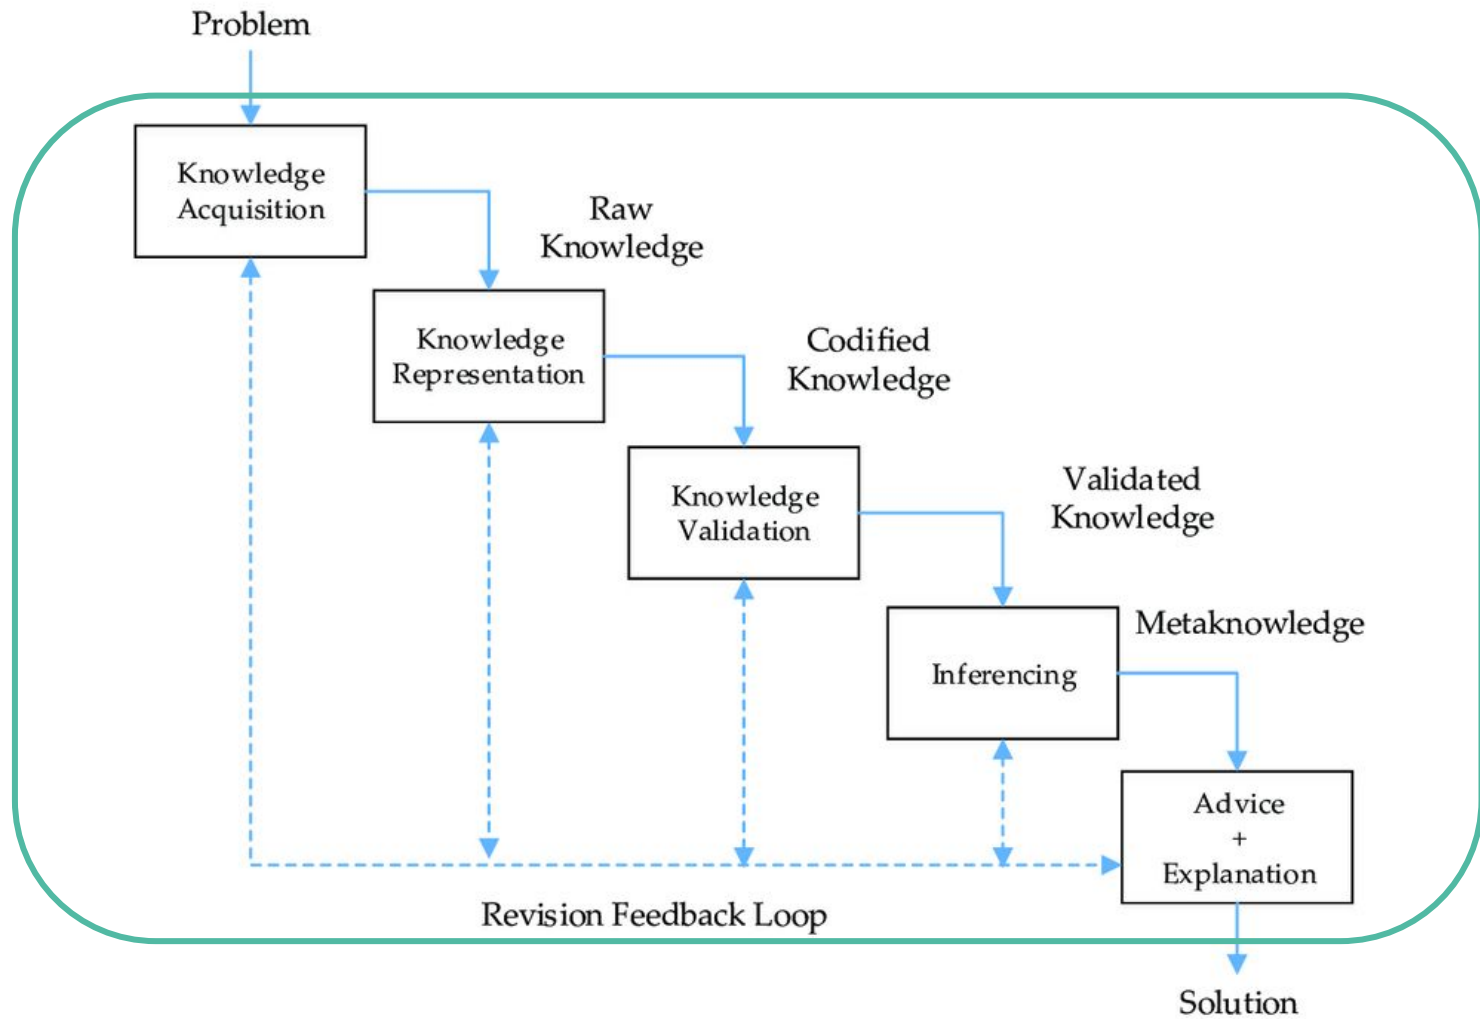 Problem
Knowledge
Acquisition
Raw
Knowledge
Knowledge
Representation
Codified
Knowledge
Knowledge
Validation
Validated
Knowledge
Inferencing
Metaknowledge
Advice
+
Explanation
Revision Feedback Loop
Solution